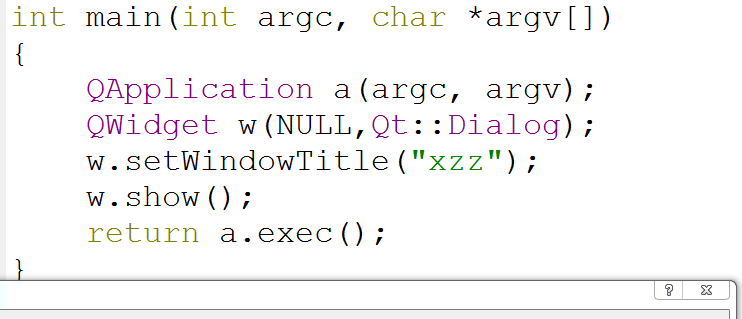 int main(int argc, char *argv[])
{
    QApplication a(argc, argv);
    QWidget w(NULL,Qt::Dialog);
    w.setWindowTitle("xzz");
    w.show();
    return a.exec();
}
?